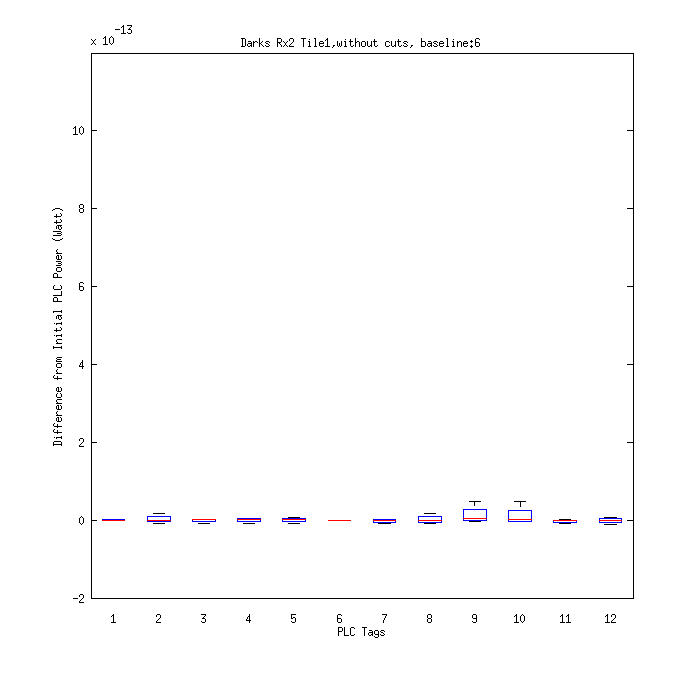 x 10 -13
Darks Rx2 Tile1,without cuts, baseline:6
10
8
6
4
2
0
-2
Difference from Initial PLC Power (Watt)
1 2 3 4 5 6 7 8 9 10 11 12
PLC Tags